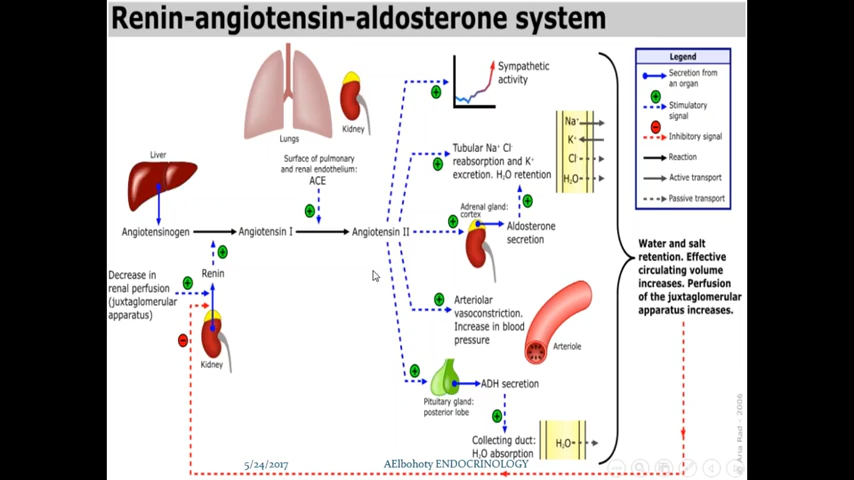 Renin-angiotensin-aldosterone system
Legend
Secretion from
an organ
Stimulatory
signal
Inhibitory signal
Reaction
Active transport
Passive transport
Lungs
Kidney
Surface of pulmonary
and renal endothelium:
ACE
Liver
Angiotensinogen
Angiotensin I
Angiotensin II
Decrease in
renal perfusion
(juxtaglomerular
apparatus)
Renin
Kidney
Sympathetic
activity
Tubular Na⁺ Cl⁻
reabsorption and K⁺
excretion. H₂O retention
Na⁺
K⁺
Cl⁻
H₂O
Adrenal gland:
cortex
Aldosterone
secretion
Arteriolar
vasoconstriction.
Increase in blood
pressure
Arteriole
Pituitary gland:
posterior lobe
ADH secretion
Collecting duct:
H₂O absorption
H₂O
Water and salt
retention. Effective
circulating volume
increases. Perfusion
of the juxtaglomerular
apparatus increases.
© Aria Rad - 2006
5/24/2017
AElbohoty ENDOCRINOLOGY